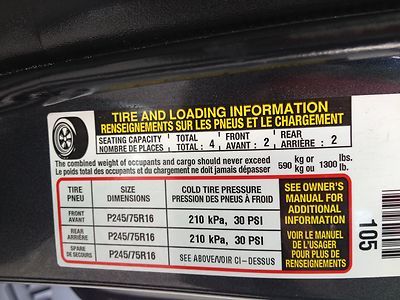 TIRE AND LOADING INFORMATION
RENSEIGNEMENTS SUR LES PNEUS ET LE CHARGEMENT
SEATING CAPACITY TOTAL FRONT REAR
NOMBRE DE PLACES TOTAL : 4 AVANT : 2 ARRIÈRE : 2
The combined weight of occupants and cargo should never exceed 590 kg or 1300 lbs.
Le poids total des occupants et du chargement ne doit jamais dépasser kg ou lb.
TIRE SIZE COLD TIRE PRESSURE
PNEU DIMENSIONS PRESSION DES PNEUS À FROID
FRONT
AVANT P245/75R16 210 kPa, 30 PSI
REAR
ARRIÈRE P245/75R16 210 kPa, 30 PSI
SPARE
DE SECOURS P245/75R16 SEE ABOVE/VOIR CI-DESSUS
SEE OWNER'S
MANUAL FOR
ADDITIONAL
INFORMATION
VOIR LE MANUEL
DE L'USAGER
POUR PLUS DE
RENSEIGNEMENTS
105